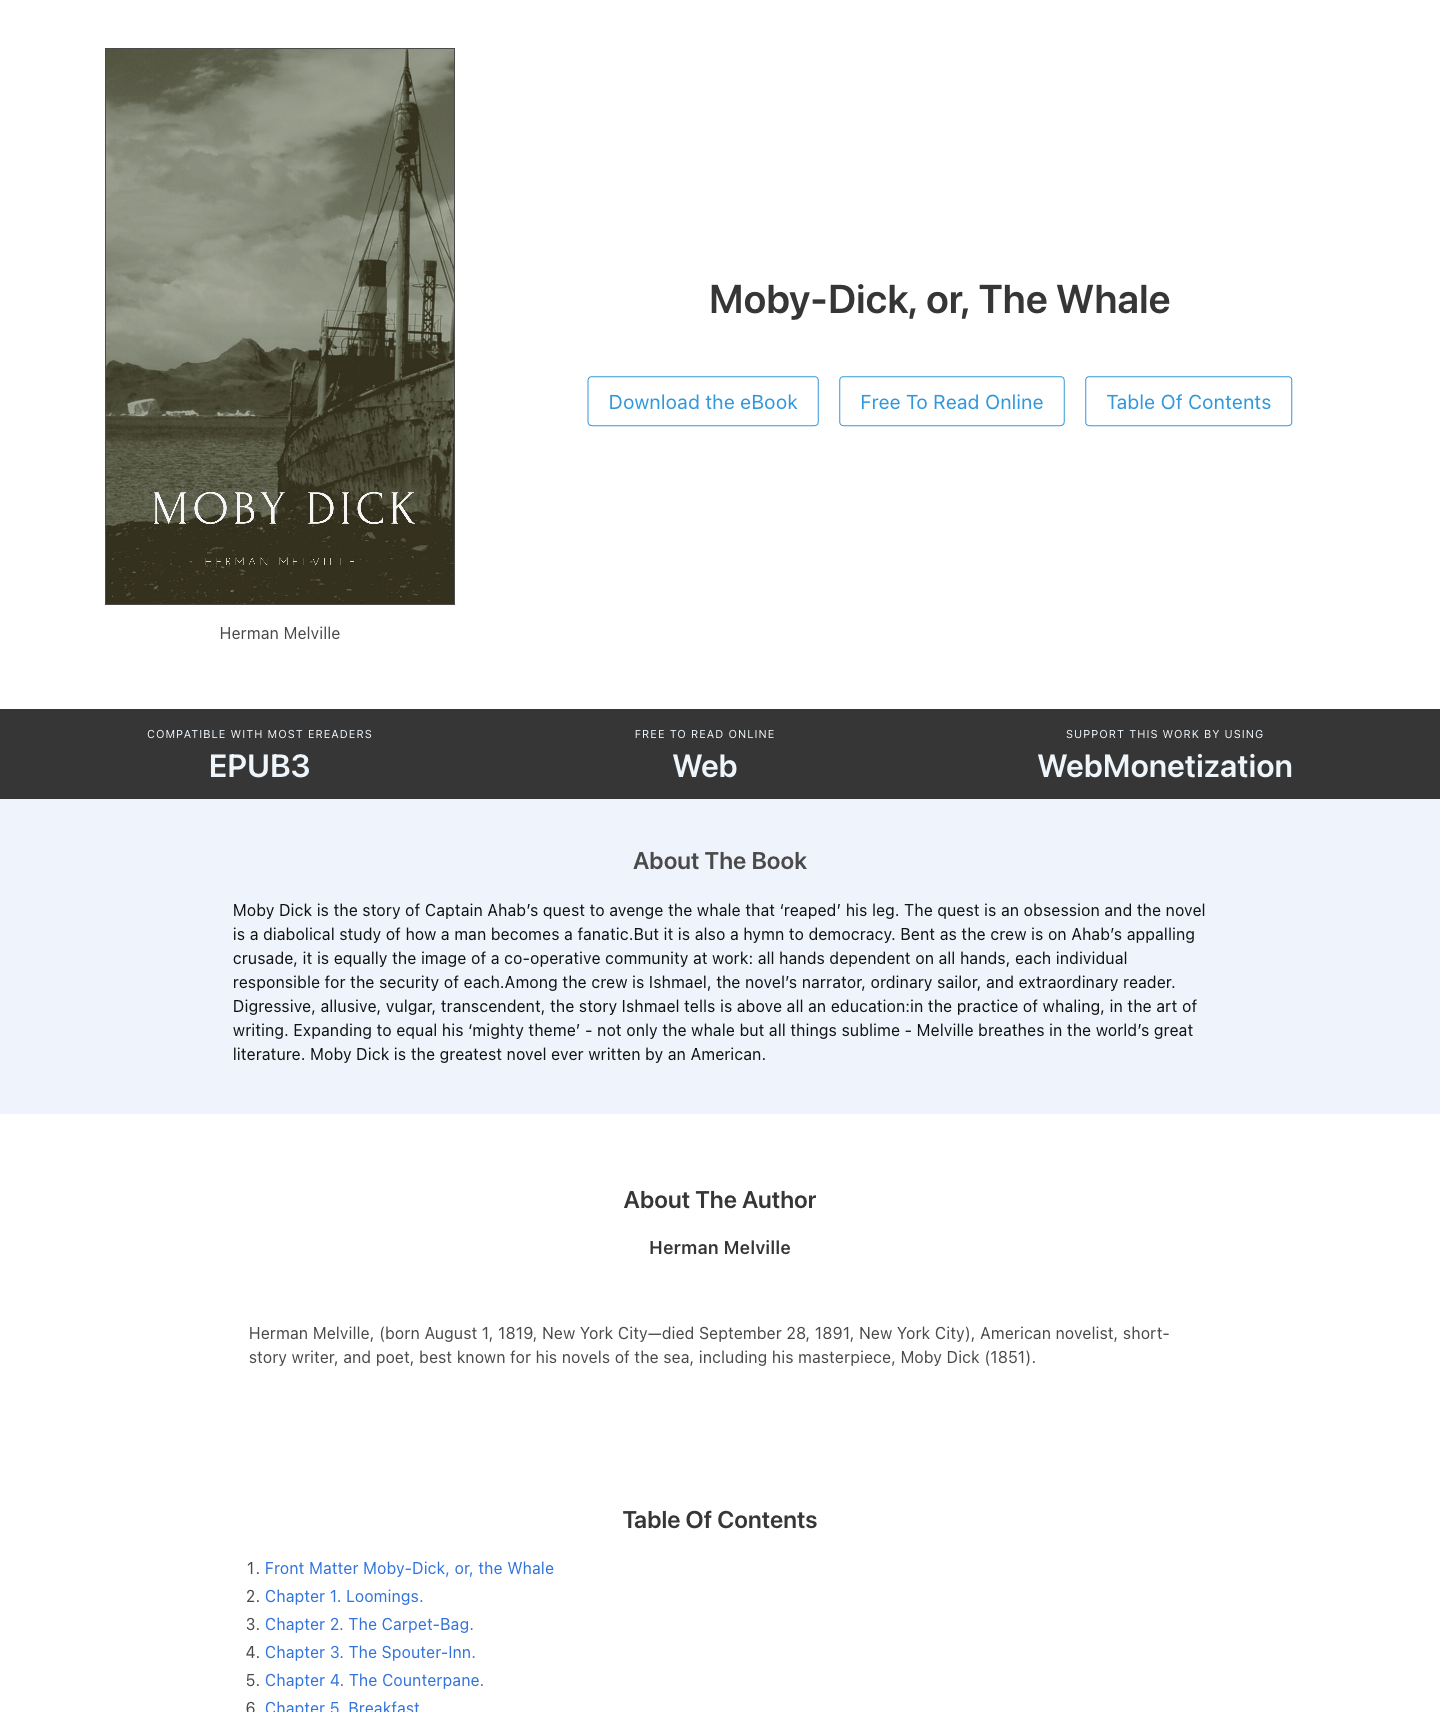 MOBY DICK
HERMAN MELVILLE
Herman Melville
Moby-Dick, or, The Whale
Download the eBook
Free To Read Online
Table Of Contents
COMPATIBLE WITH MOST EREADERS
EPUB3
FREE TO READ ONLINE
Web
SUPPORT THIS WORK BY USING
WebMonetization
About The Book
Moby Dick is the story of Captain Ahab’s quest to avenge the whale that ‘reaped’ his leg. The quest is an obsession and the novel
is a diabolical study of how a man becomes a fanatic.But it is also a hymn to democracy. Bent as the crew is on Ahab’s appalling
crusade, it is equally the image of a co-operative community at work: all hands dependent on all hands, each individual
responsible for the security of each.Among the crew is Ishmael, the novel’s narrator, ordinary sailor, and extraordinary reader.
Digressive, allusive, vulgar, transcendent, the story Ishmael tells is above all an education:in the practice of whaling, in the art of
writing. Expanding to equal his ‘mighty theme’ - not only the whale but all things sublime - Melville breathes in the world’s great
literature. Moby Dick is the greatest novel ever written by an American.
About The Author
Herman Melville
Herman Melville, (born August 1, 1819, New York City—died September 28, 1891, New York City), American novelist, short-
story writer, and poet, best known for his novels of the sea, including his masterpiece, Moby Dick (1851).
Table Of Contents
1. Front Matter Moby-Dick, or, the Whale
2. Chapter 1. Loomings.
3. Chapter 2. The Carpet-Bag.
4. Chapter 3. The Spouter-Inn.
5. Chapter 4. The Counterpane.
6. Chapter 5. Breakfast.